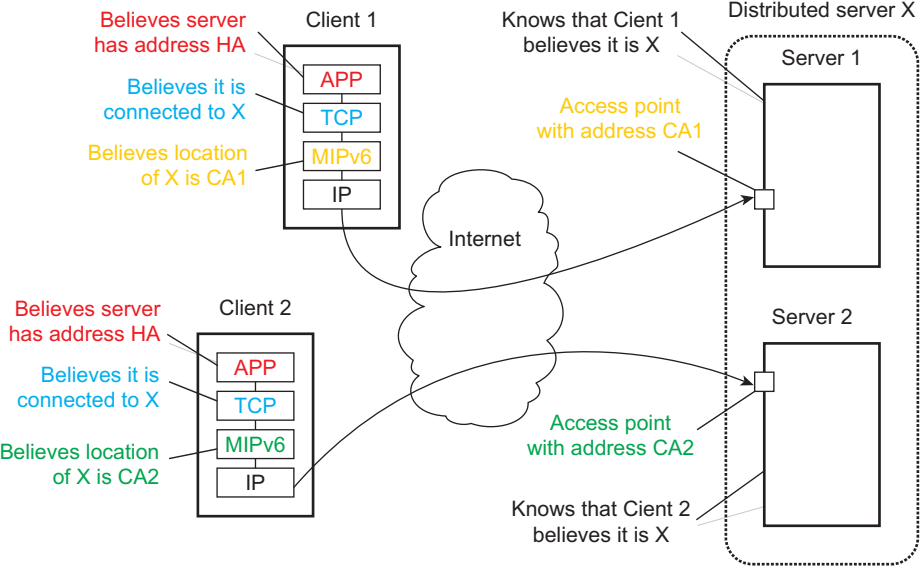 Believes server
has address HA
Client 1
APP
Believes it is
connected to X
TCP
Believes location
of X is CA1
MIPv6
IP
Knows that Cient 1
believes it is X
Distributed server X
Server 1
Access point
with address CA1
Internet
Believes server
has address HA
Client 2
APP
Believes it is
connected to X
TCP
Believes location
of X is CA2
MIPv6
IP
Server 2
Access point
with address CA2
Knows that Cient 2
believes it is X